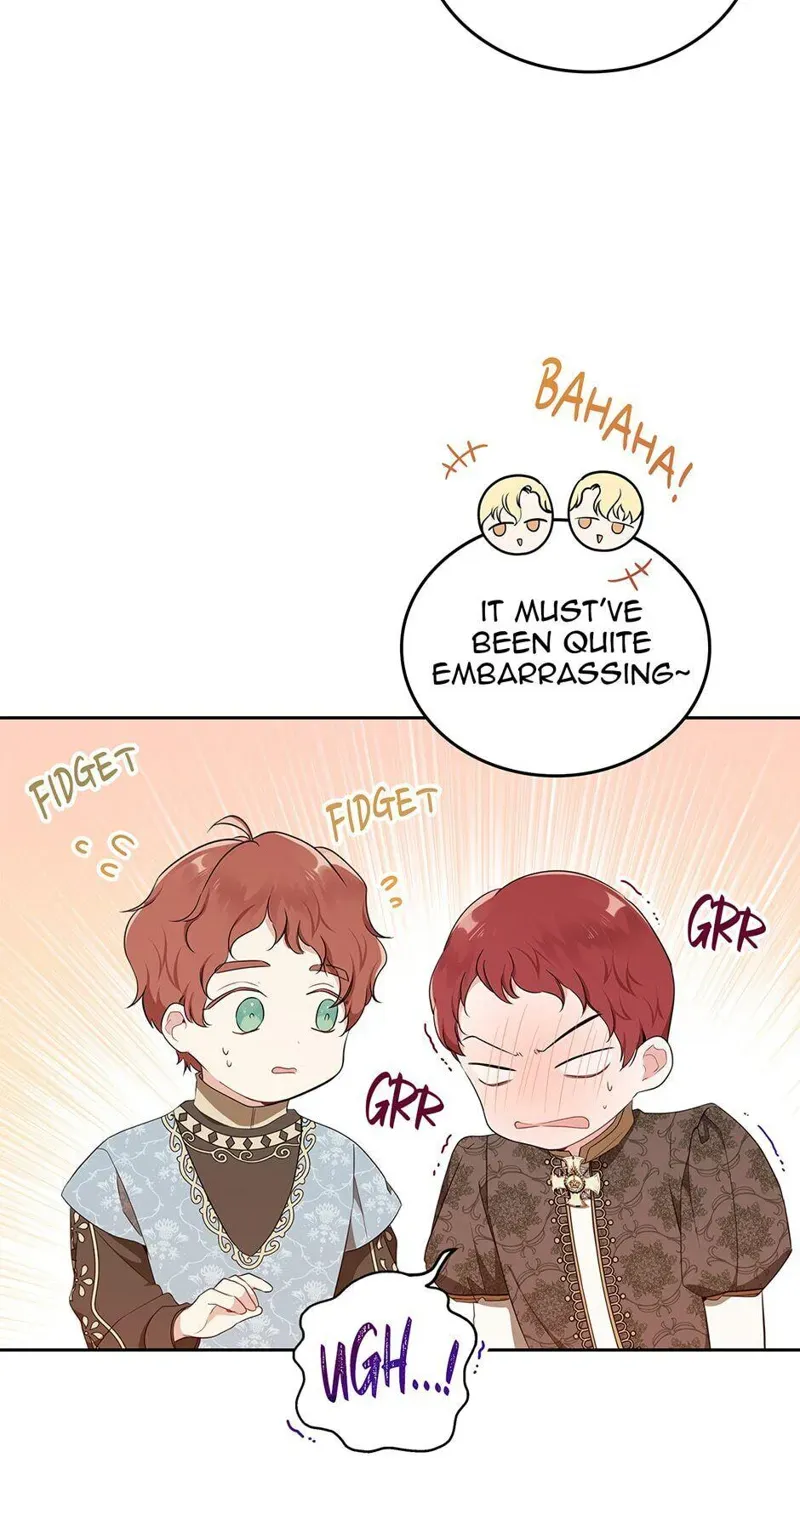 BAHAHA!
IT MUST'VE
BEEN QUITE
EMBARRASSING~
FIDGET
FIDGET
GRR
GRR
UGH...!